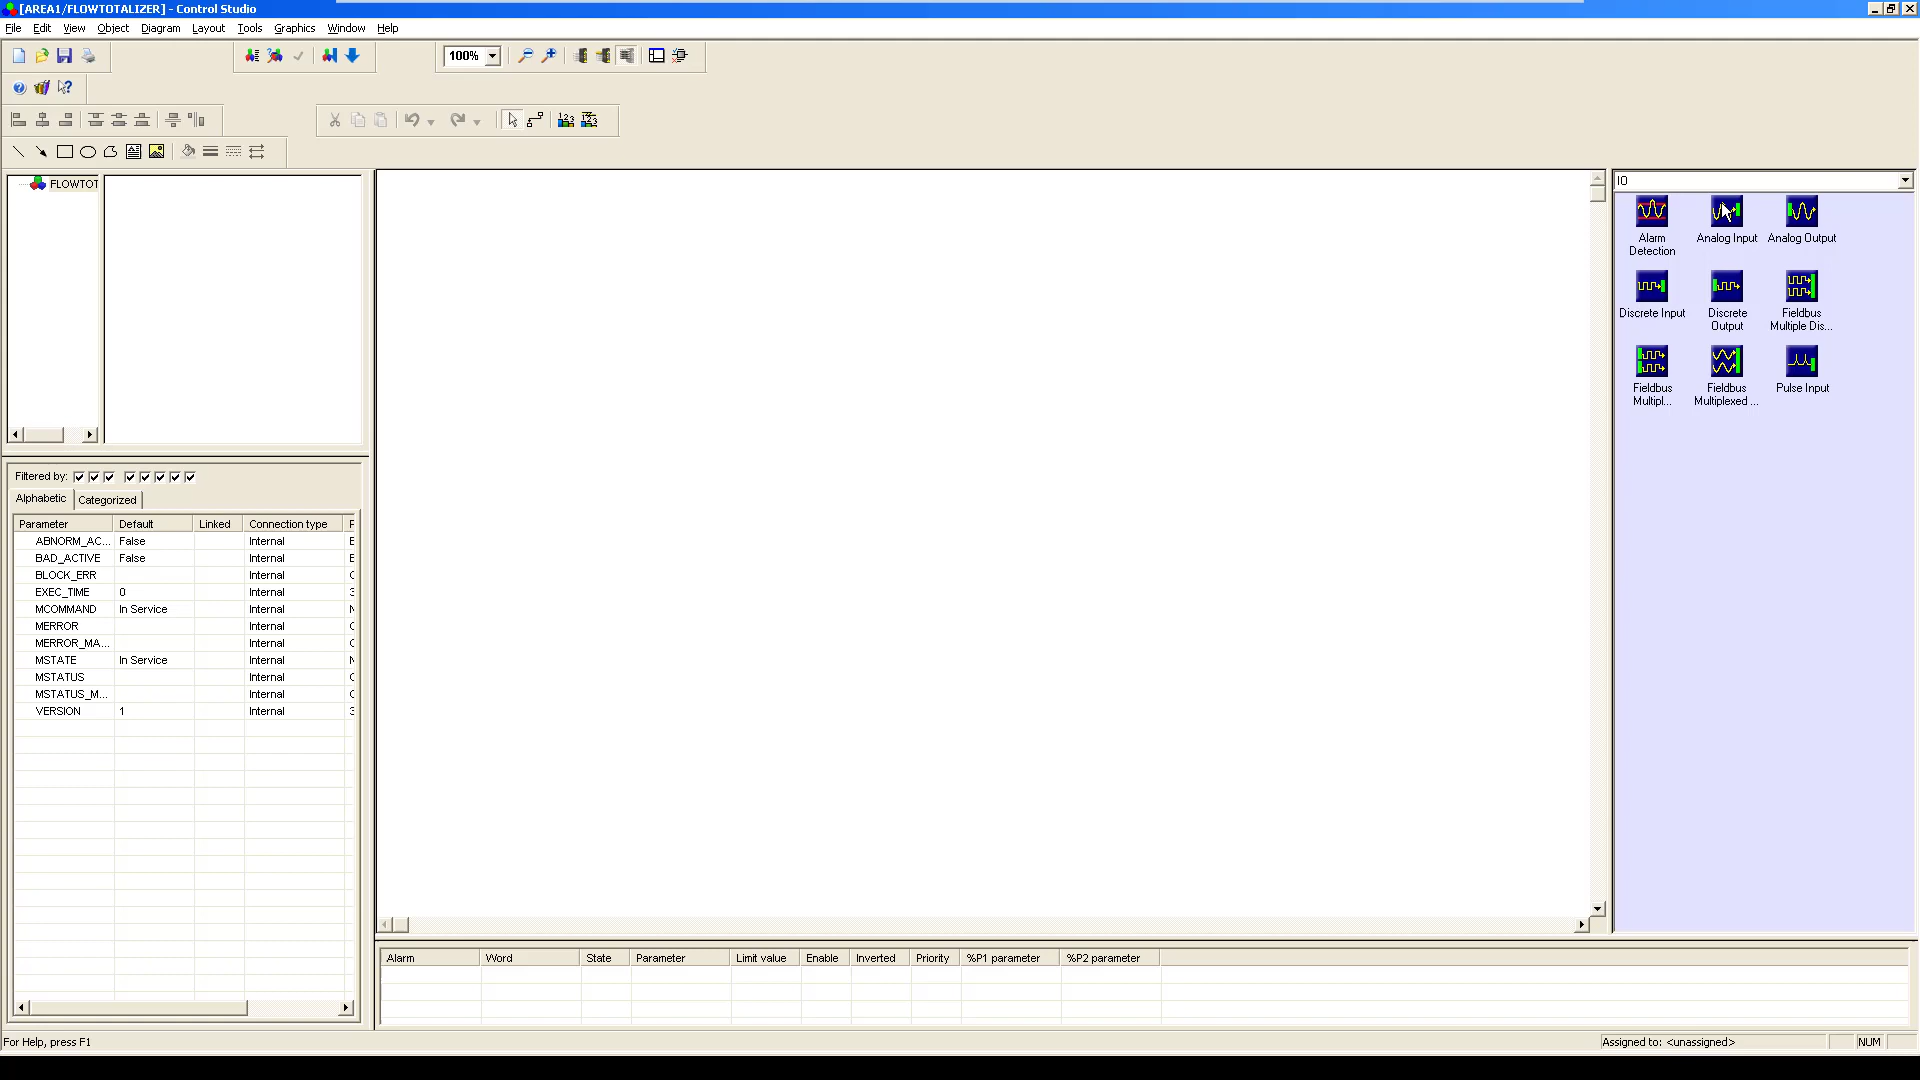 [AREA1/FLOWTOTALIZER] - Control Studio
File Edit View Object Diagram Layout Tools Graphics Window Help
100%
FLOWTOT
IO
Alarm Detection
Analog Input
Analog Output
Discrete Input
Discrete Output
Fieldbus Multiple Dis...
Fieldbus Multipl...
Fieldbus Multiplexed ...
Pulse Input
Filtered by:
Alphabetic Categorized
Parameter Default Linked Connection type
ABNORM_AC... False Internal
BAD_ACTIVE False Internal
BLOCK_ERR Internal
EXEC_TIME 0 Internal
MCOMMAND In Service Internal
MERROR Internal
MERROR_MA... Internal
MSTATE In Service Internal
MSTATUS Internal
MSTATUS_M... Internal
VERSION 1 Internal
Alarm Word State Parameter Limit value Enable Inverted Priority %P1 parameter %P2 parameter
For Help, press F1
Assigned to: <unassigned>
NUM